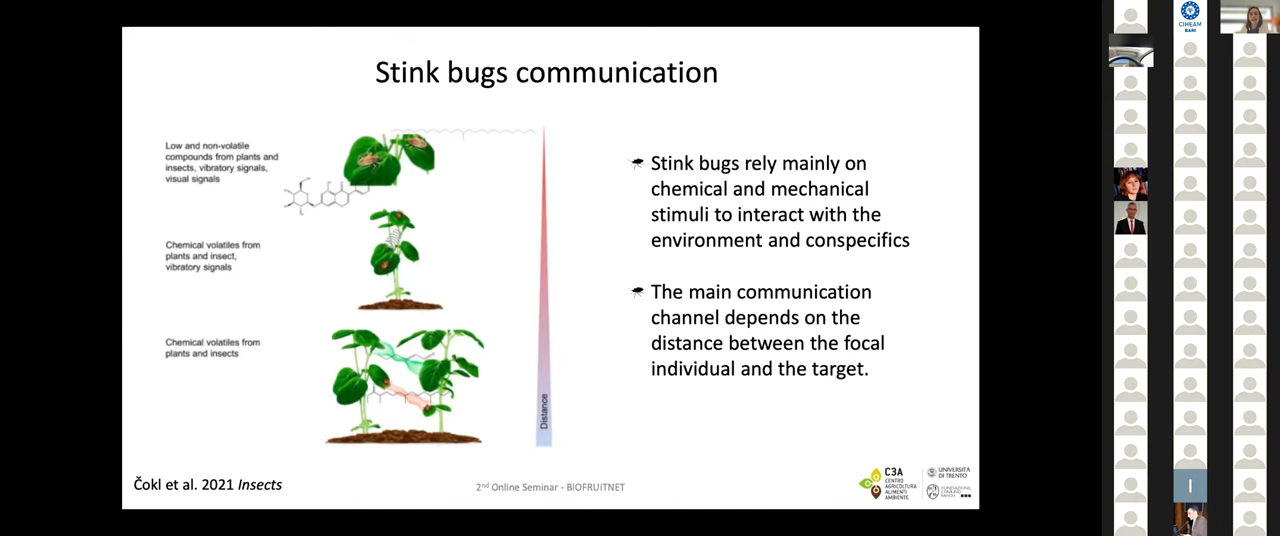 Stink bugs communication
Low and non-volatile
compounds from plants and
insects, vibratory signals,
visual signals
Chemical volatiles from
plants and insect,
vibratory signals
Chemical volatiles from
plants and insects
Distance
Stink bugs rely mainly on
chemical and mechanical
stimuli to interact with the
environment and conspecifics
The main communication
channel depends on the
distance between the focal
individual and the target.
Čokl et al. 2021 Insects
2nd Online Seminar - BIOFRUITNET
C3A
CENTRO
AGRICOLTURA
ALIMENTI
AMBIENTE
UNIVERSITÀ
DI TRENTO
FONDAZIONE
EDMUND
MACH
CIHEAM
BARI
I